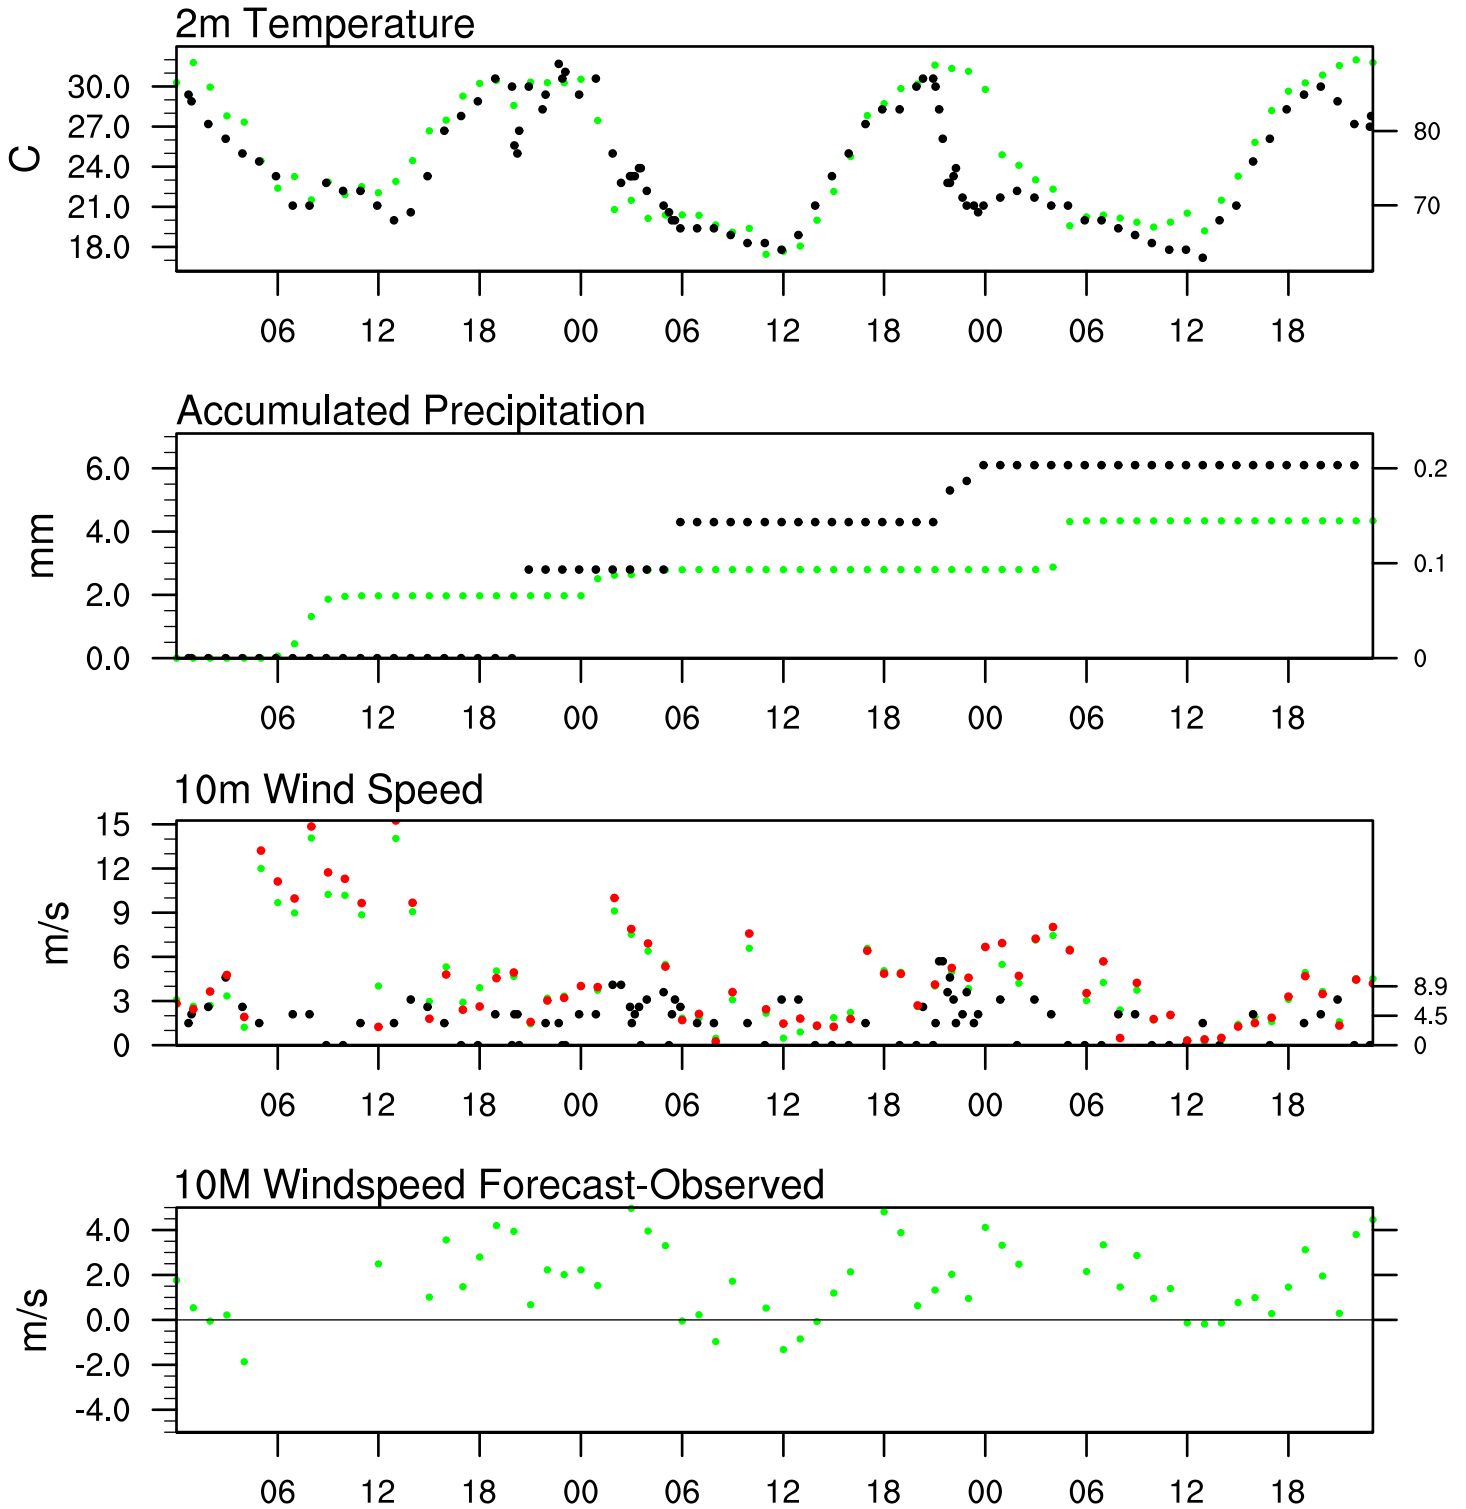 2m Temperature
C
30.0
27.0
24.0
21.0
18.0
80
70
06 12 18 00 06 12 18 00 06 12 18
Accumulated Precipitation
mm
6.0
4.0
2.0
0.0
0.2
0.1
0
06 12 18 00 06 12 18 00 06 12 18
10m Wind Speed
m/s
15
12
9
6
3
0
8.9
4.5
0
06 12 18 00 06 12 18 00 06 12 18
10M Windspeed Forecast-Observed
m/s
4.0
2.0
0.0
-2.0
-4.0
06 12 18 00 06 12 18 00 06 12 18